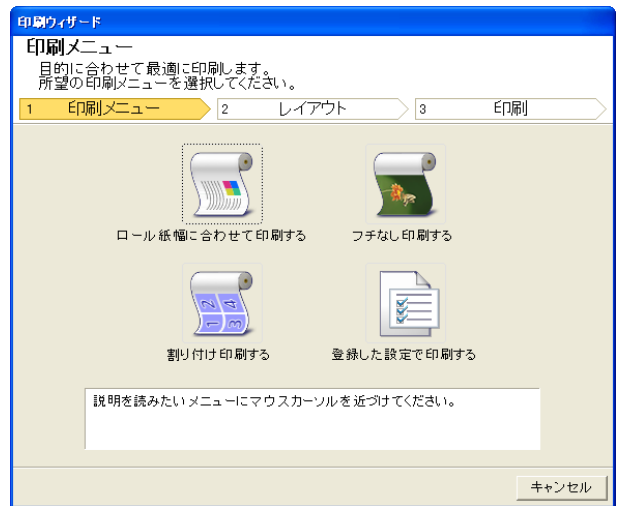 印刷ウィザード
印刷メニュー
目的に合わせて最適に印刷します。
所望の印刷メニューを選択してください。
1 印刷メニュー 2 レイアウト 3 印刷
ロール紙幅に合わせて印刷する フチなし印刷する
1 2 3 4
割り付け印刷する 登録した設定で印刷する
説明を読みたいメニューにマウスカーソルを近づけてください。
キャンセル